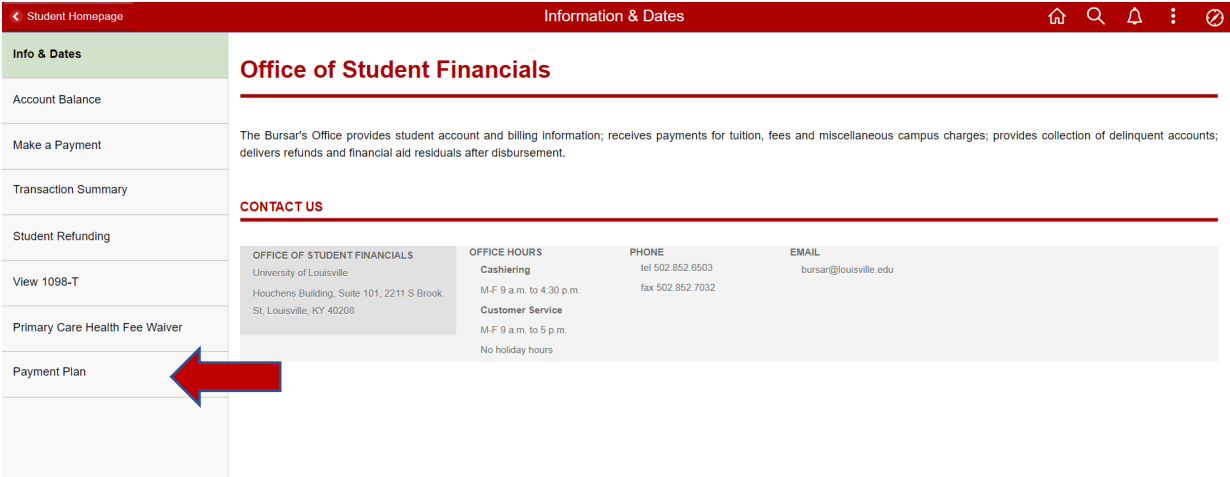 Student Homepage
Information & Dates
Info & Dates
Account Balance
Make a Payment
Transaction Summary
Student Refunding
View 1098-T
Primary Care Health Fee Waiver
Payment Plan
Office of Student Financials
The Bursar's Office provides student account and billing information; receives payments for tuition, fees and miscellaneous campus charges; provides collection of delinquent accounts;
delivers refunds and financial aid residuals after disbursement.
CONTACT US
OFFICE OF STUDENT FINANCIALS
University of Louisville
Houchens Building, Suite 101, 2211 S Brook
St, Louisville, KY 40208
OFFICE HOURS
Cashiering
M-F 9 a.m. to 4:30 p.m.
Customer Service
M-F 9 a.m. to 5 p.m.
No holiday hours
PHONE
tel 502.852.6503
fax 502.852.7032
EMAIL
bursar@louisville.edu